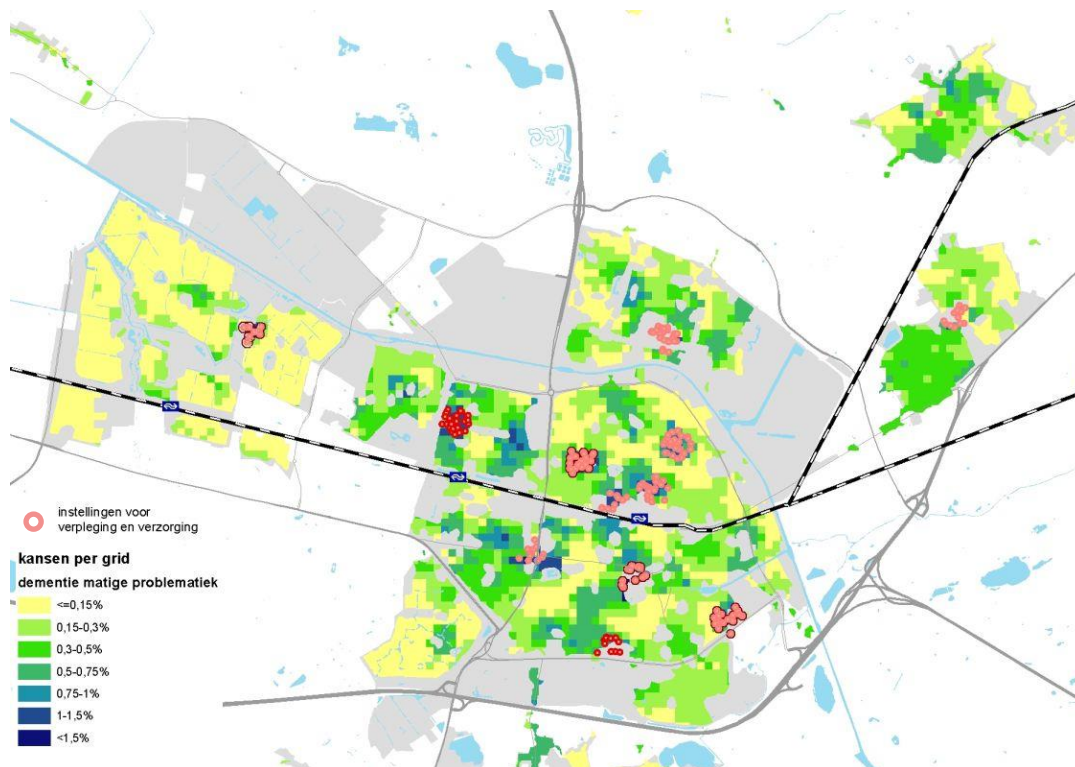 instellingen voor
verpleging en verzorging
kansen per grid
dementie matige problematiek
<=0,15%
0,15-0,3%
0,3-0,5%
0,5-0,75%
0,75-1%
1-1,5%
<1,5%